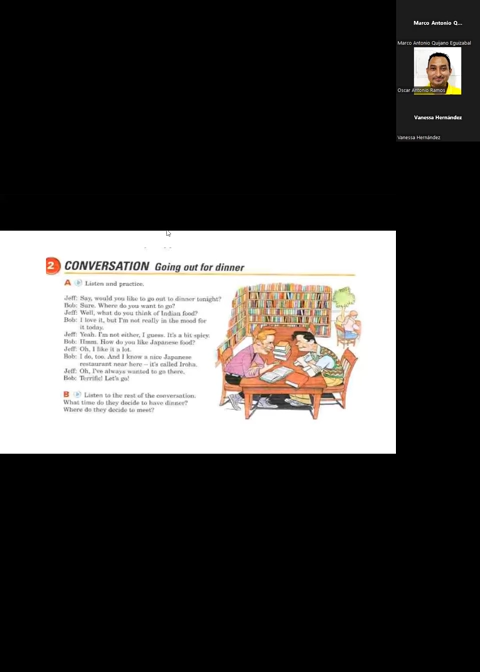 Marco Antonio Q...
Marco Antonio Quijano Eguizabal
Oscar Antonio Ramos
Vanessa Hernández
Vanessa Hernández
2 CONVERSATION Going out for dinner
A Listen and practice.
Jeff: Say, would you like to go out to dinner tonight?
Bob: Sure. Where do you want to go?
Jeff: Well, what do you think of Indian food?
Bob: I love it, but I'm not really in the mood for
it today.
Jeff: Yeah. I'm not either, I guess. It's a bit spicy.
Bob: Hmm. How do you like Japanese food?
Jeff: Oh, I like it a lot.
Bob: I do, too. And I know a nice Japanese
restaurant near here – it's called Iroha.
Jeff: Oh, I've always wanted to go there.
Bob: Terrific! Let's go!
B Listen to the rest of the conversation.
What time do they decide to have dinner?
Where do they decide to meet?